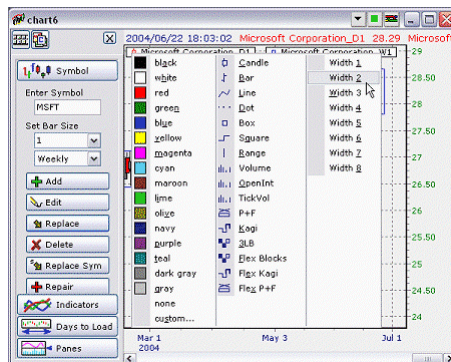 chart6
2004/06/22 18:03:02 Microsoft Corporation_D1 28.29 Microsoft
Microsoft Corporation_D1 Microsoft Corporation_W1
Symbol
Enter Symbol
MSFT
Set Bar Size
1
Weekly
Add
Edit
Replace
Delete
Replace Sym
Repair
Indicators
Days to Load
Panes
black
white
red
green
blue
yellow
magenta
cyan
maroon
lime
olive
navy
purple
teal
dark gray
gray
none
custom...
Candle
Bar
Line
Dot
Box
Square
Range
Volume
OpenInt
TickVol
P+F
Kagi
3LB
Flex Blocks
Flex Kagi
Flex P+F
Width 1
Width 2
Width 3
Width 4
Width 5
Width 6
Width 7
Width 8
29
28.50
28
27.50
27
26.50
26
25.50
25
24.50
24
Mar 1 May 3 Jul 1
2004